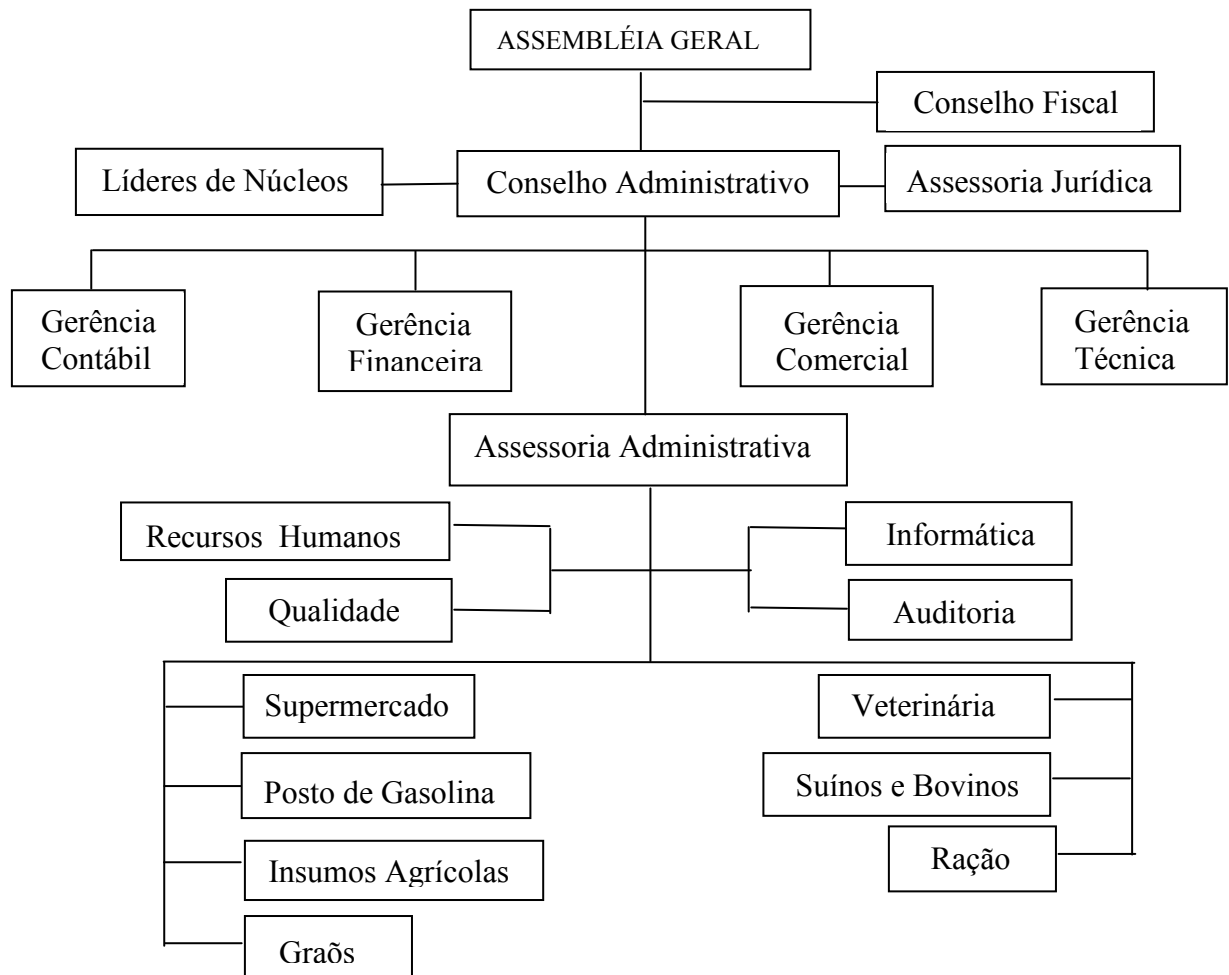 ASSEMBLÉIA GERAL
Conselho Fiscal
Líderes de Núcleos
Conselho Administrativo
Assessoria Jurídica
Gerência
Contábil
Gerência
Financeira
Gerência
Comercial
Gerência
Técnica
Assessoria Administrativa
Recursos Humanos
Informática
Qualidade
Auditoria
Supermercado
Veterinária
Posto de Gasolina
Suínos e Bovinos
Insumos Agrícolas
Ração
Graõs